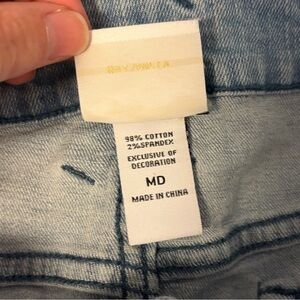 98% COTTON
2%SPANDEX
EXCLUSIVE OF
DECORATION
MD
MADE IN CHINA